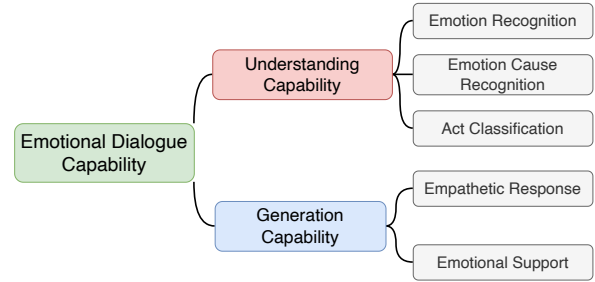 Emotional Dialogue
Capability
Understanding
Capability
Emotion Recognition
Emotion Cause
Recognition
Act Classification
Generation
Capability
Empathetic Response
Emotional Support